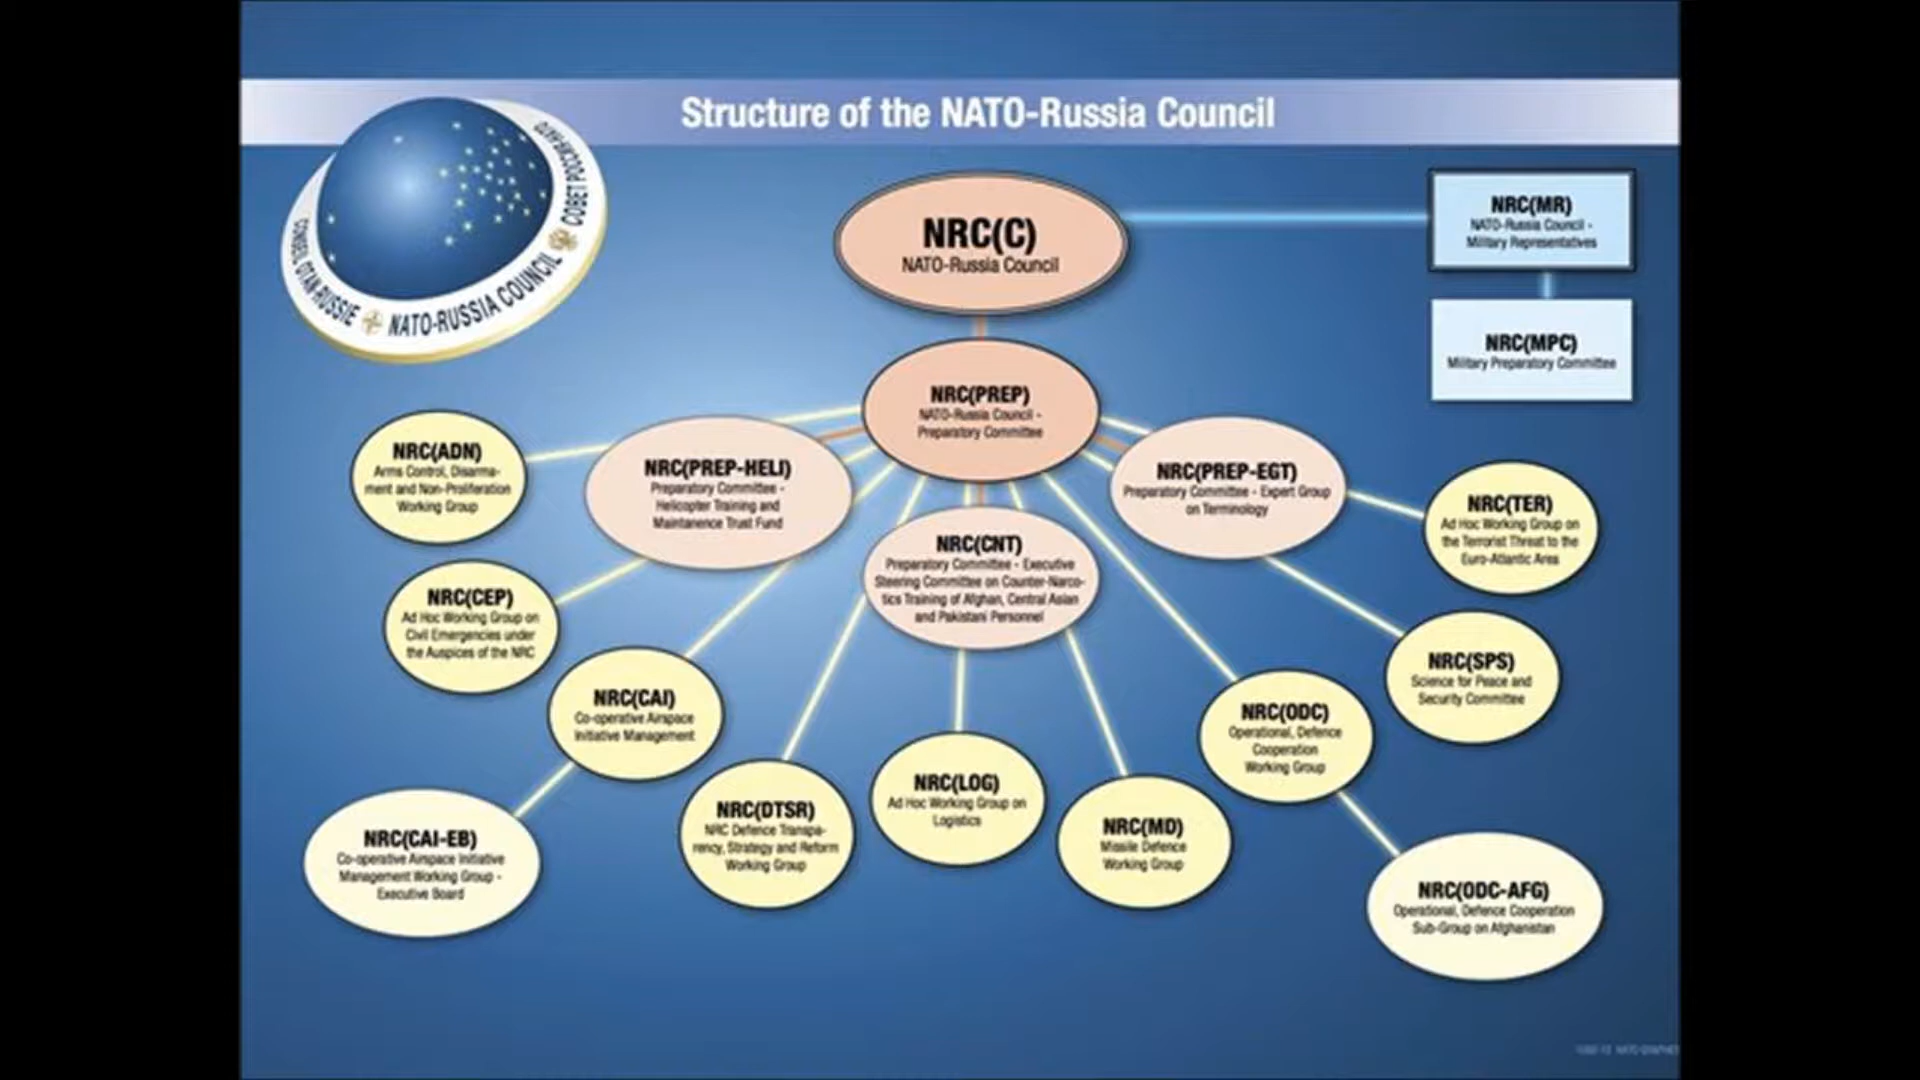 Structure of the NATO-Russia Council
CONSEIL OTAN-RUSSIE
NATO-RUSSIA COUNCIL
СОВЕТ РОССИЯ-НАТО
NRC(C)
NATO-Russia Council
NRC(MR)
NATO-Russia Council -
Military Representatives
NRC(MPC)
Military Preparatory Committee
NRC(PREP)
NATO-Russia Council -
Preparatory Committee
NRC(ADN)
Arms Control, Disarma-
ment and Non-Proliferation
Working Group
NRC(PREP-HELI)
Preparatory Committee -
Helicopter Training and
Maintanence Trust Fund
NRC(PREP-EGT)
Preparatory Committee - Expert Group
on Terminology
NRC(TER)
Ad Hoc Working Group on
the Terrorist Threat to the
Euro-Atlantic Area
NRC(CNT)
Preparatory Committee - Executive
Steering Committee on Counter-Narco-
tics Training of Afghan, Central Asian
and Pakistani Personnel
NRC(CEP)
Ad Hoc Working Group on
Civil Emergencies under
the Auspices of the NRC
NRC(SPS)
Science for Peace and
Security Committee
NRC(CAI)
Co-operative Airspace
Initiative Management
NRC(ODC)
Operational, Defence
Cooperation
Working Group
NRC(DTSR)
NRC Defence Transpa-
rency, Strategy and Reform
Working Group
NRC(LOG)
Ad Hoc Working Group on
Logistics
NRC(MD)
Missile Defence
Working Group
NRC(CAI-EB)
Co-operative Airspace Initiative
Management Working Group -
Executive Board
NRC(ODC-AFG)
Operational, Defence Cooperation
Sub-Group on Afghanistan
NATO GRAPHICS